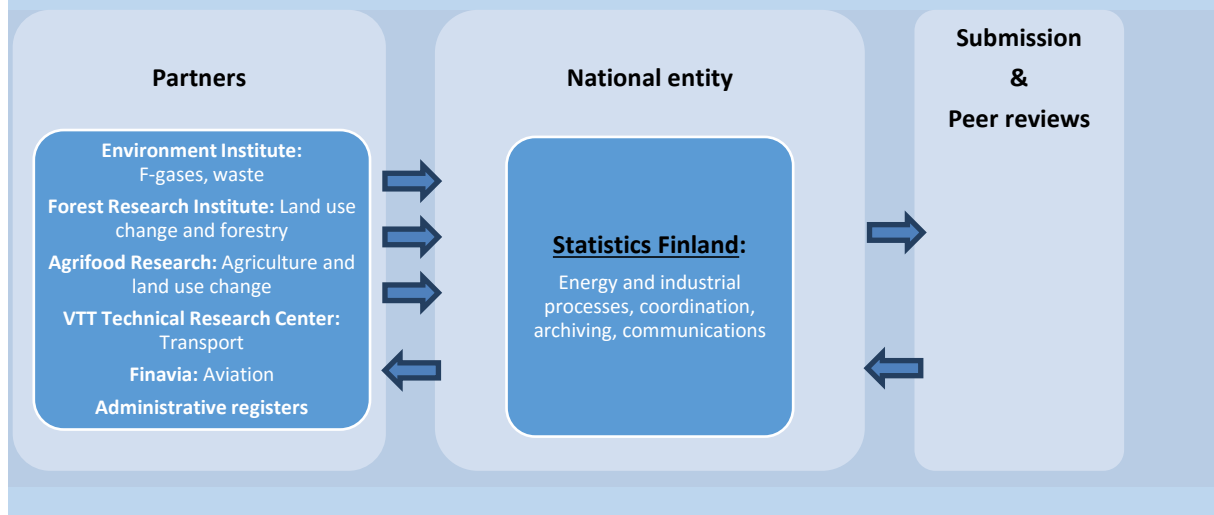 Partners
Environment Institute:
F-gases, waste
Forest Research Institute: Land use
change and forestry
Agrifood Research: Agriculture and
land use change
VTT Technical Research Center:
Transport
Finavia: Aviation
Administrative registers
National entity
Statistics Finland:
Energy and industrial
processes, coordination,
archiving, communications
Submission
&
Peer reviews